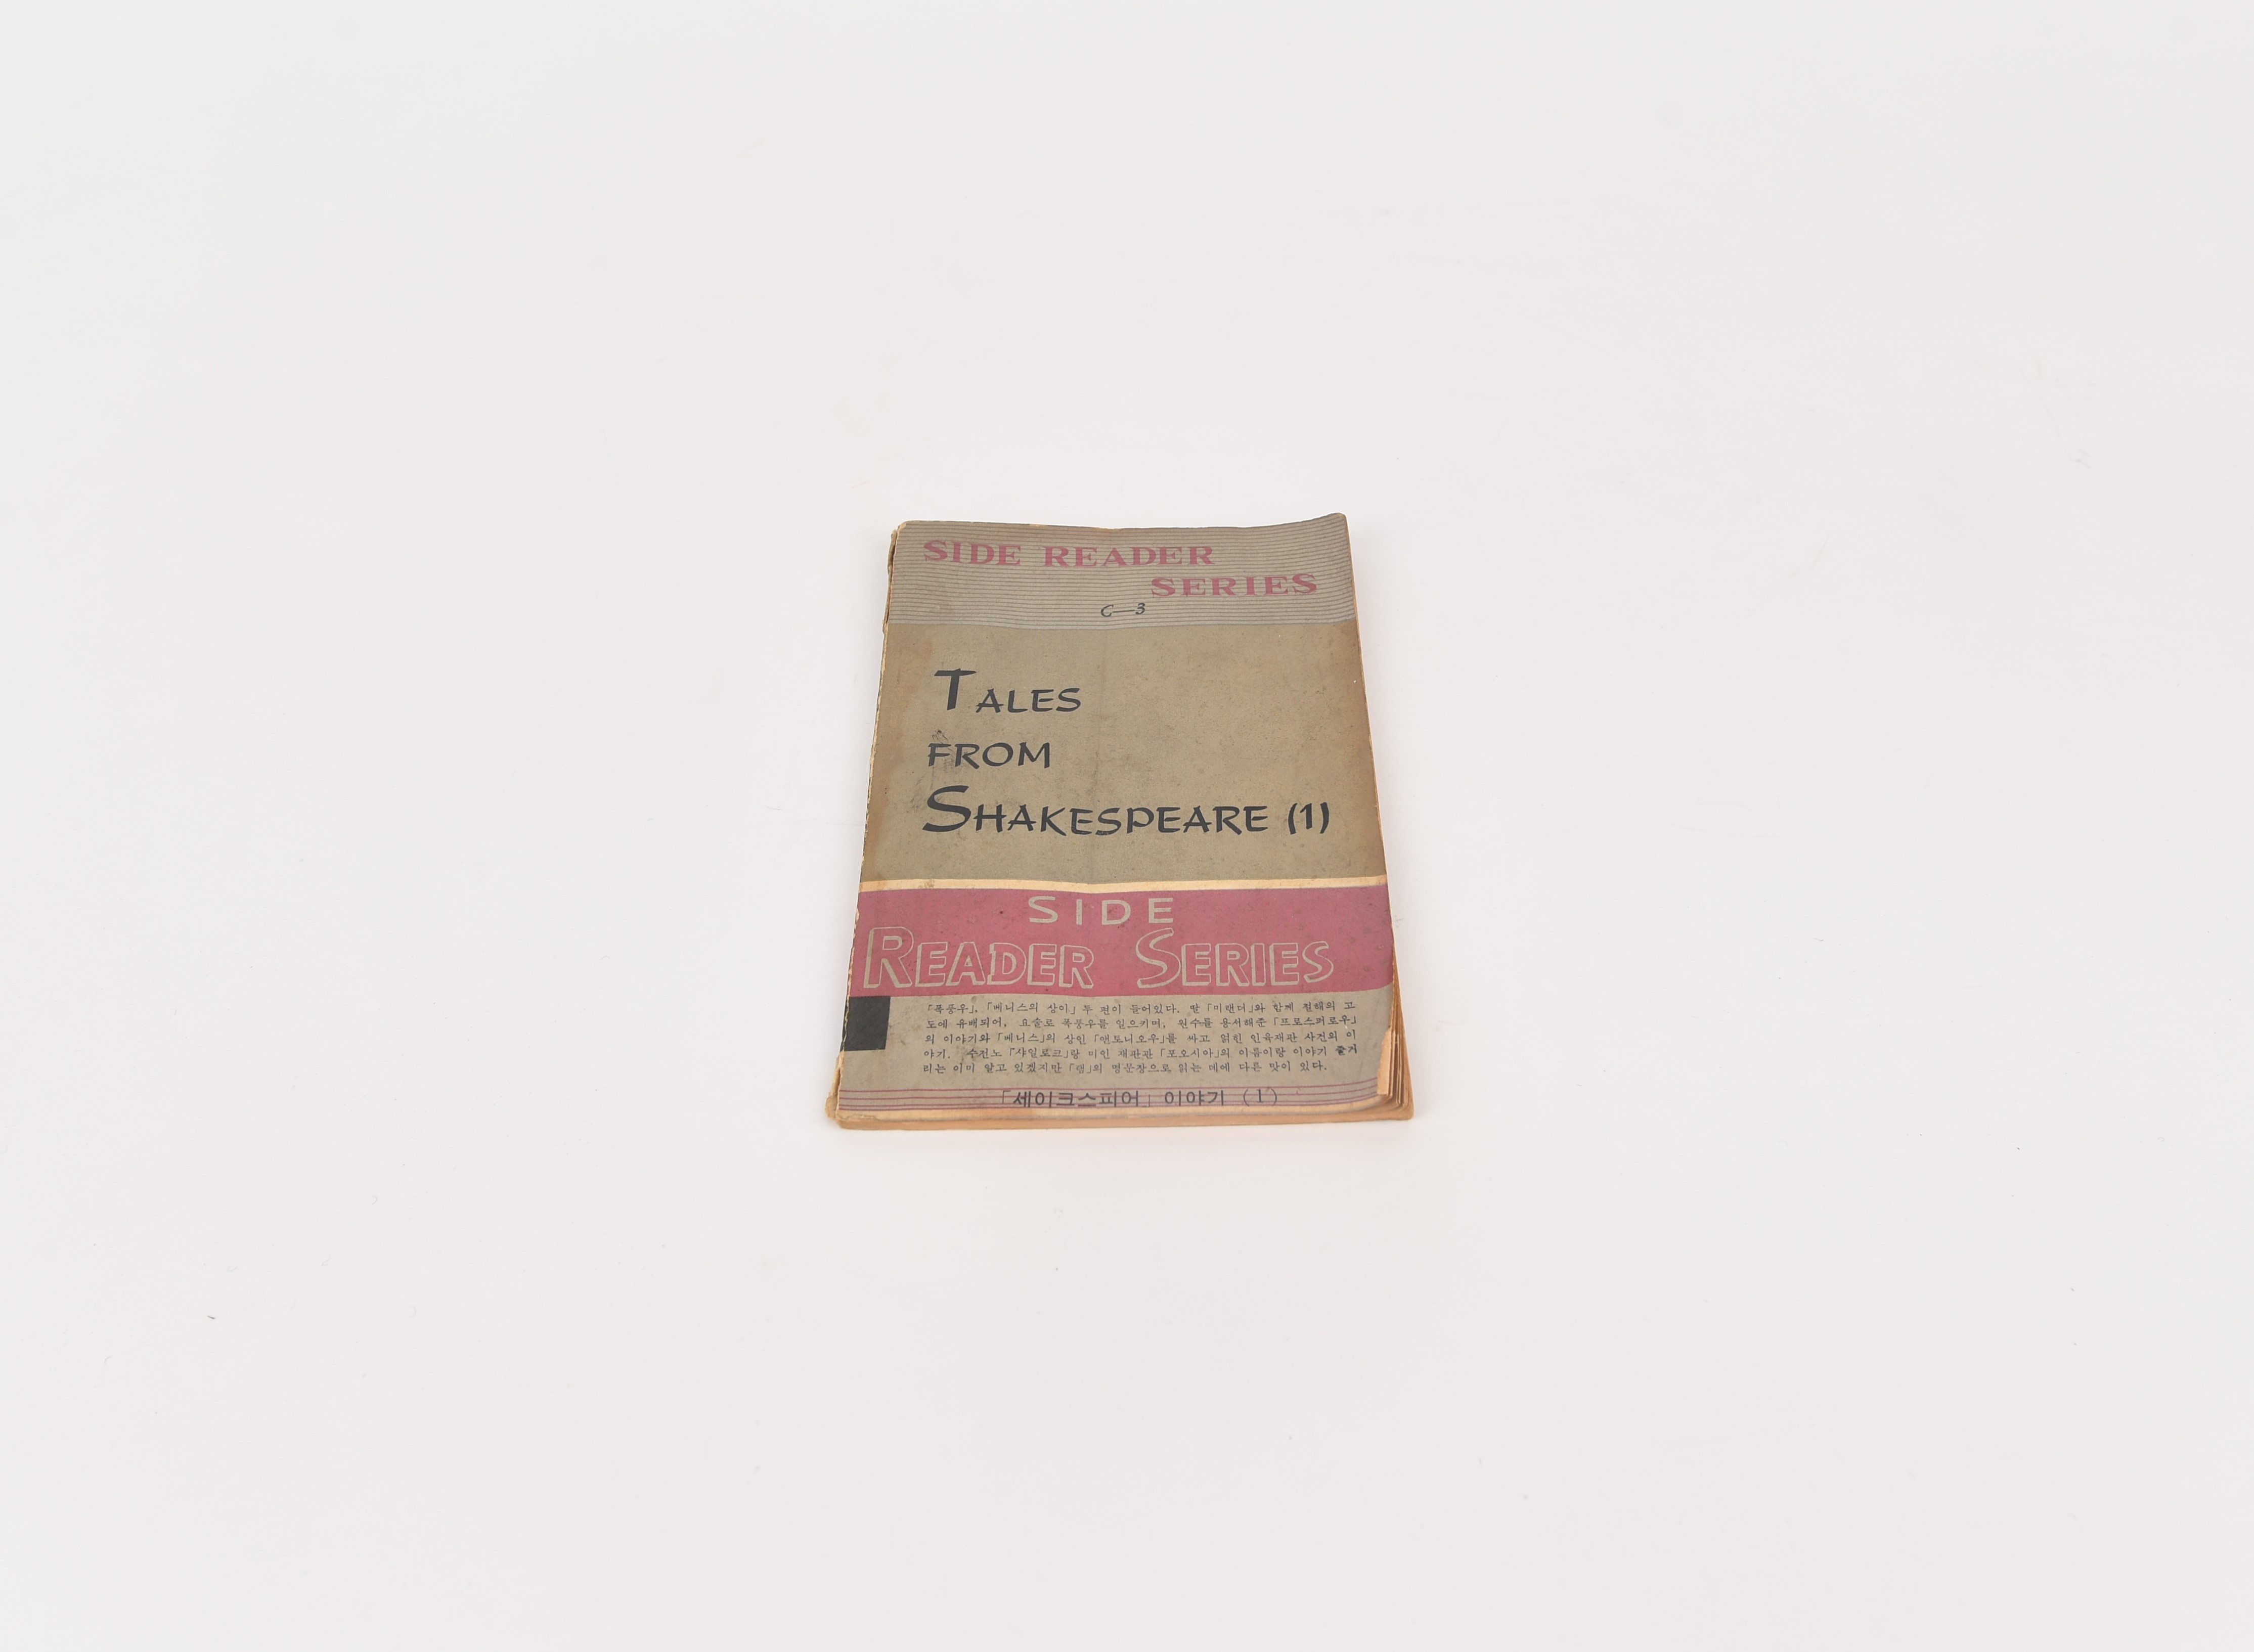 SIDE READER
SERIES
C—3
TALES
FROM
SHAKESPEARE (1)
SIDE
READER SERIES
「폭풍우」, 「베니스의 상이」 두 편이 들어있다. 딸 「미랜더」와 함께 절해의 고
도에 유배되어, 요술로 폭풍우를 일으키며, 원수를 용서해준 「프로스퍼로우」
의 이야기와 「베니스」의 상인 「앤토니오우」를 싸고 얽힌 인육재판 사건의 이
야기. 수전노 「샤일로크」랑 미인 재판관 「포오시아」의 이름이랑 이야기 줄거
리는 이미 알고 있겠지만 「램」의 명문장으로 읽는 데에 다른 맛이 있다.
「세이크스피어」 이야기 (1)